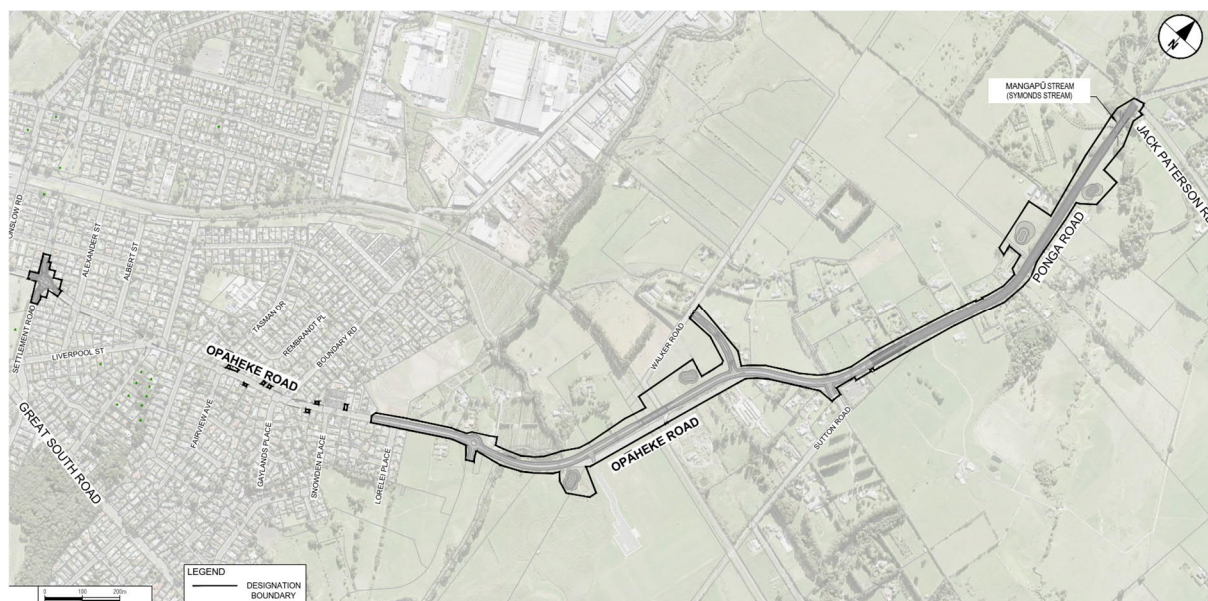 N
MANGAPŪ STREAM
(SYMONDS STREAM)
JACK PATERSON
PONGA ROAD
ONSLOW RD
ALEXANDER ST
ALBERT ST
SETTLEMENT ROAD
LIVERPOOL ST
TASMAN DR
REMBRANDT PL
BOUNDARY RD
OPAHEKE ROAD
WALKER ROAD
GREAT SOUTH ROAD
FAIRVIEW AVE
GAYLANDS PLACE
SNOWDEN PLACE
LORELEI PLACE
OPAHEKE ROAD
SUTTON ROAD
LEGEND
DESIGNATION
BOUNDARY
0 100 200m